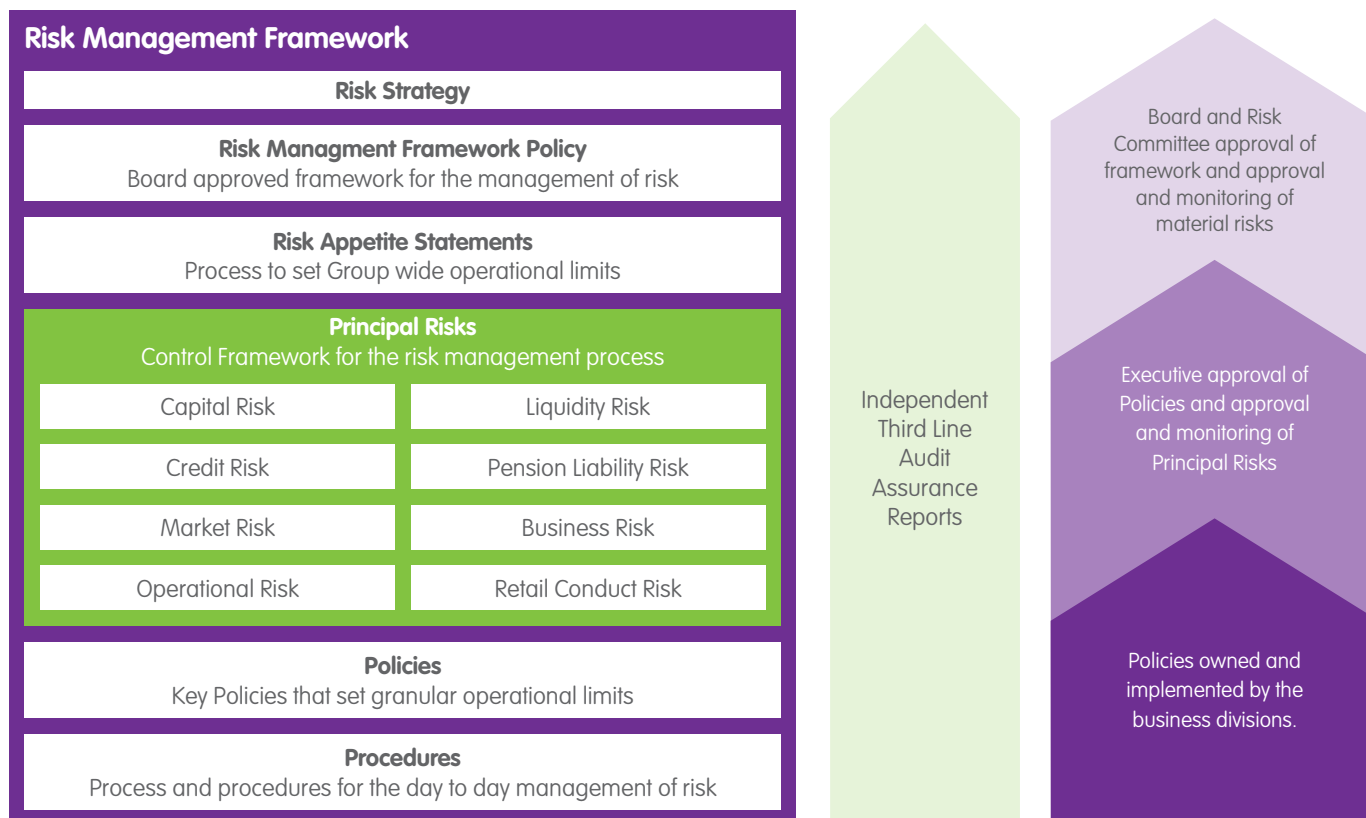 Risk Management Framework
Risk Strategy
Risk Managment Framework Policy
Board approved framework for the management of risk
Risk Appetite Statements
Process to set Group wide operational limits
Principal Risks
Control Framework for the risk management process
Capital Risk
Liquidity Risk
Credit Risk
Pension Liability Risk
Market Risk
Business Risk
Operational Risk
Retail Conduct Risk
Policies
Key Policies that set granular operational limits
Procedures
Process and procedures for the day to day management of risk
Independent
Third Line
Audit
Assurance
Reports
Board and Risk
Committee approval of
framework and approval
and monitoring of
material risks
Executive approval of
Policies and approval
and monitoring of
Principal Risks
Policies owned and
implemented by the
business divisions.